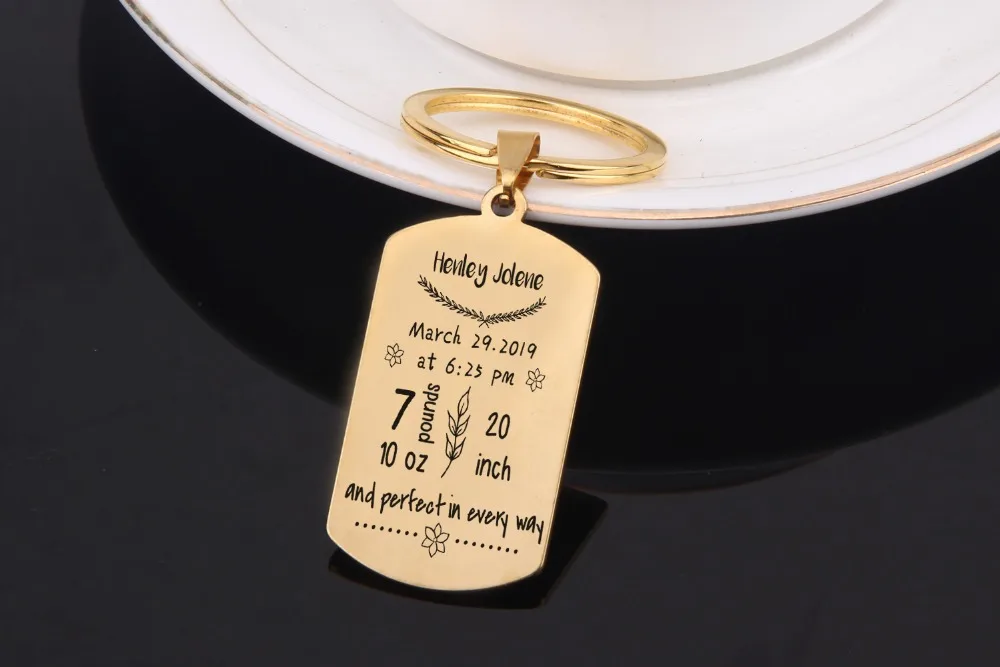 Henley Jolene
March 29.2019
at 6:25 pm
7 pounds
10 oz
20
inch
and perfect in every way